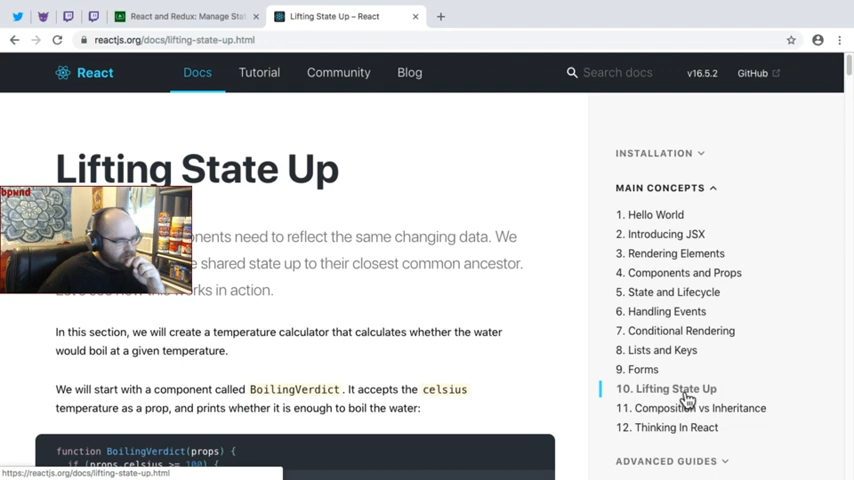 React and Redux: Manage Stat
Lifting State Up – React
reactjs.org/docs/lifting-state-up.html
React
Docs
Tutorial
Community
Blog
Search docs
v16.5.2
GitHub
Lifting State Up
bpwnd
nents need to reflect the same changing data. We
shared state up to their closest common ancestor.
works in action.
In this section, we will create a temperature calculator that calculates whether the water
would boil at a given temperature.
We will start with a component called BoilingVerdict. It accepts the celsius
temperature as a prop, and prints whether it is enough to boil the water:
function BoilingVerdict(props) {
if (props.celsius >= 100) {
https://reactjs.org/docs/lifting-state-up.html
INSTALLATION
MAIN CONCEPTS
1. Hello World
2. Introducing JSX
3. Rendering Elements
4. Components and Props
5. State and Lifecycle
6. Handling Events
7. Conditional Rendering
8. Lists and Keys
9. Forms
10. Lifting State Up
11. Composition vs Inheritance
12. Thinking In React
ADVANCED GUIDES